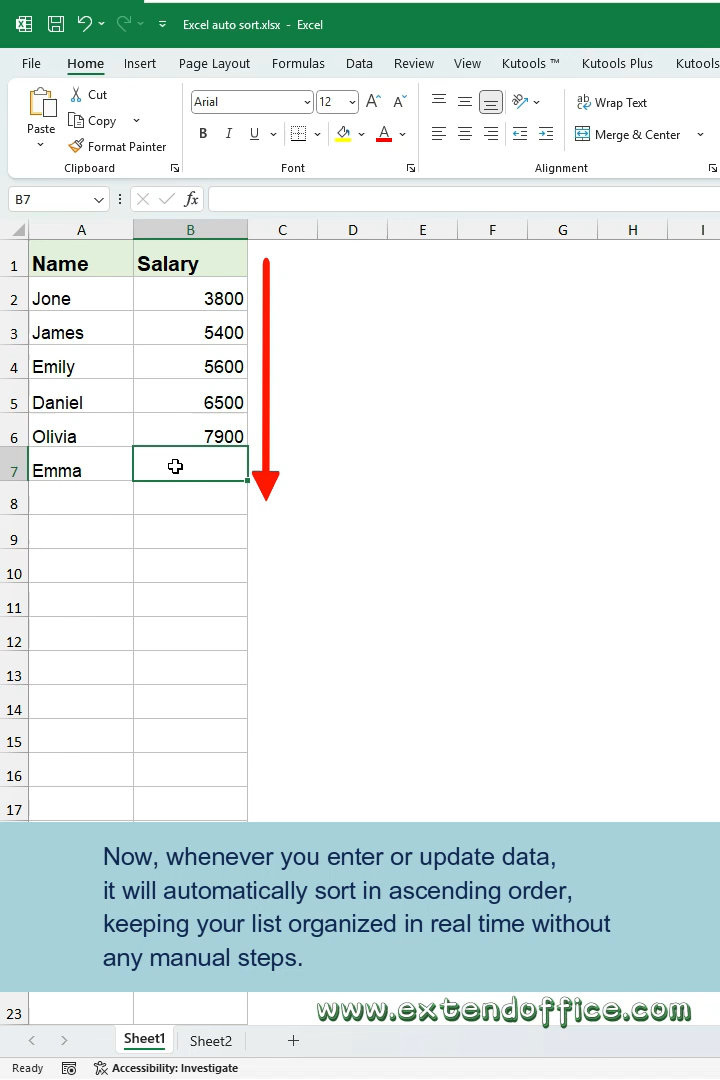 Excel auto sort.xlsx - Excel
File Home Insert Page Layout Formulas Data Review View Kutools ™ Kutools Plus Kutools
Paste
Cut
Copy
Format Painter
Clipboard
Arial 12
B I U
Font
Wrap Text
Merge & Center
Alignment
B7 fx
A B C D E F G H I
1 Name Salary
2 Jone 3800
3 James 5400
4 Emily 5600
5 Daniel 6500
6 Olivia 7900
7 Emma
8
9
10
11
12
13
14
15
16
17
Now, whenever you enter or update data,
it will automatically sort in ascending order,
keeping your list organized in real time without
any manual steps.
23
www.extendoffice.com
Sheet1 Sheet2
Ready Accessibility: Investigate